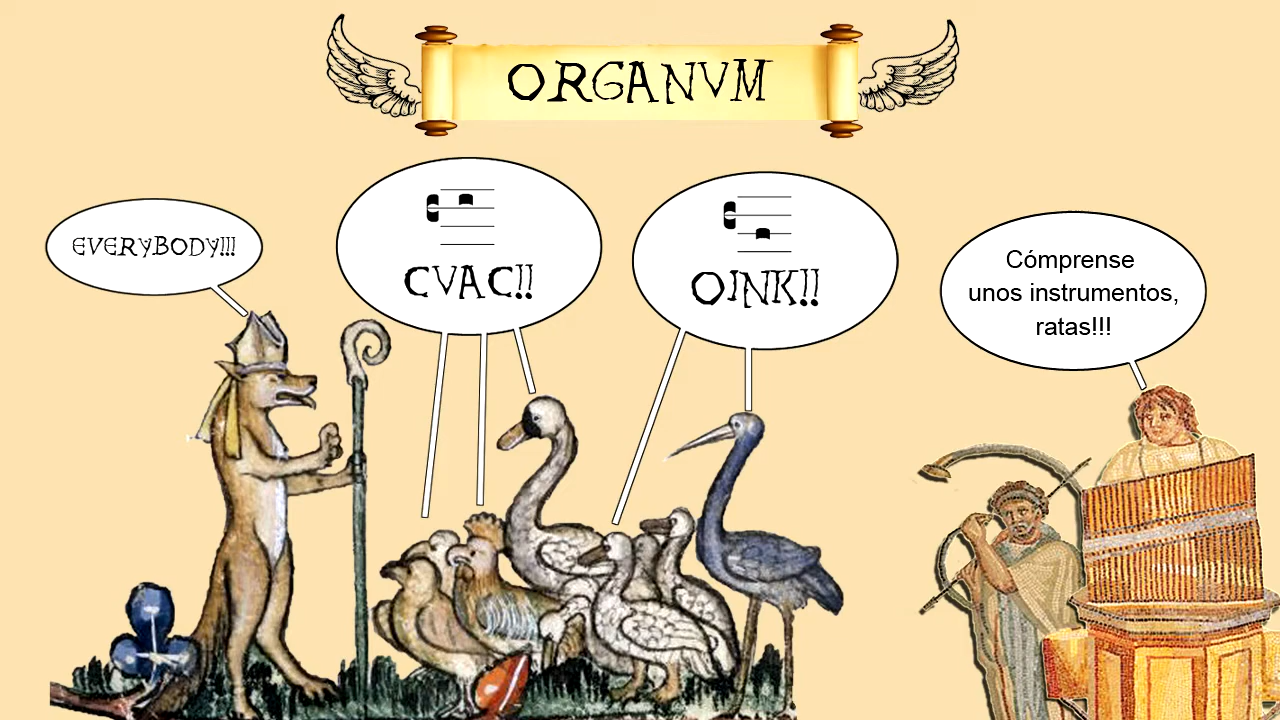 ORGANVM
EVERYBODY!!!
CVAC!!
OINK!!
Cómprense
unos instrumentos,
ratas!!!